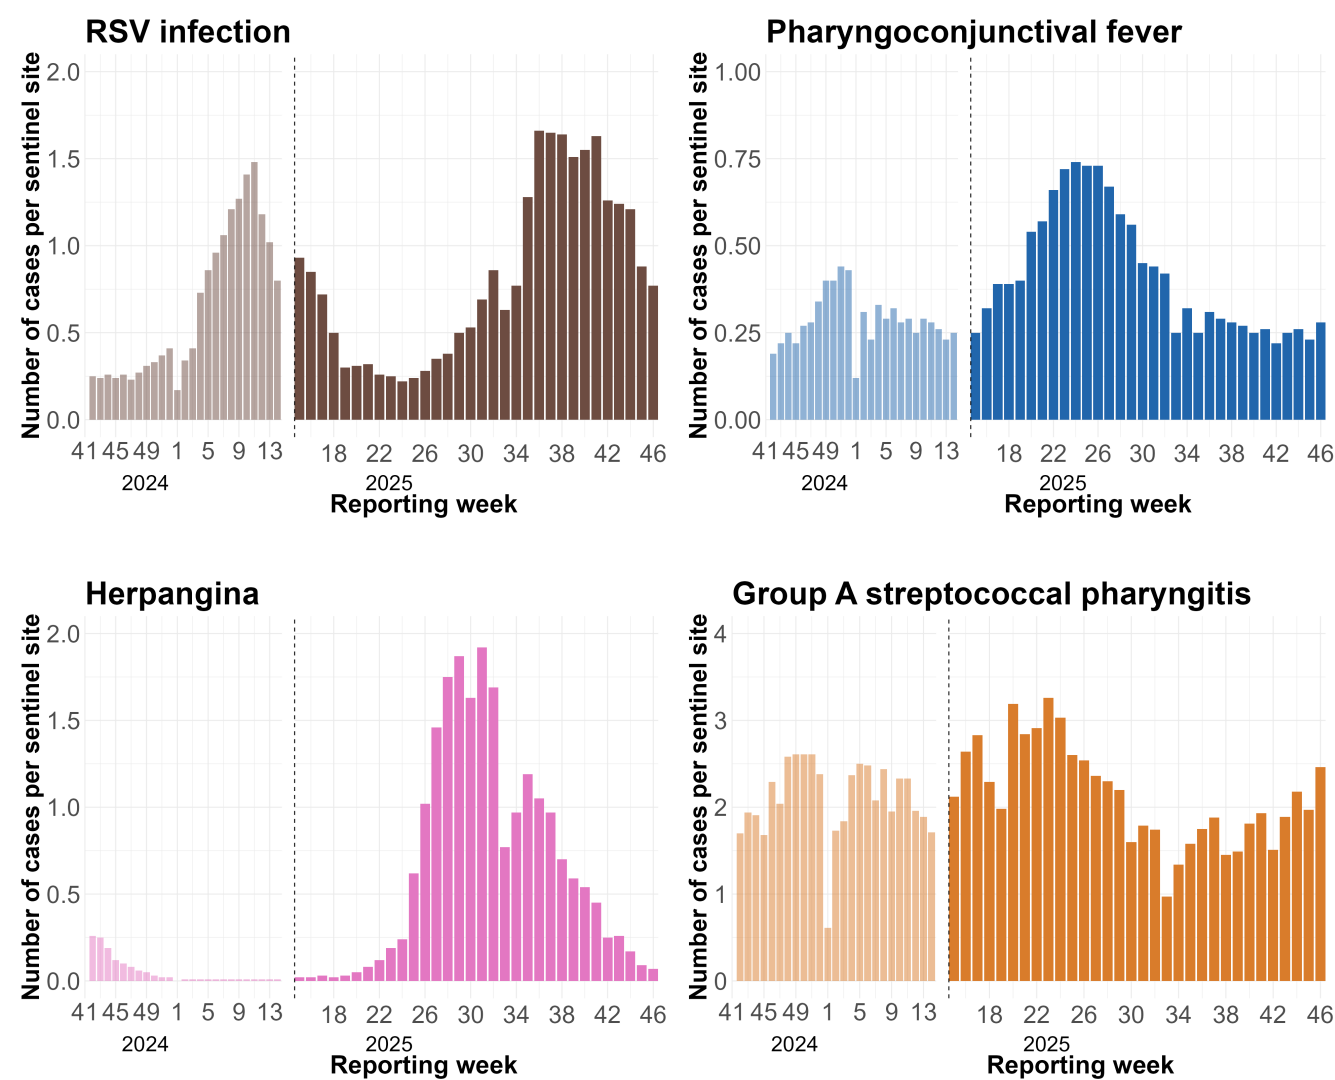 RSV infection
Number of cases per sentinel site
2.0
1.5
1.0
0.5
0.0
41 45 49 1 5 9 13 18 22 26 30 34 38 42 46
2024 2025
Reporting week
Pharyngoconjunctival fever
Number of cases per sentinel site
1.00
0.75
0.50
0.25
0.00
41 45 49 1 5 9 13 18 22 26 30 34 38 42 46
2024 2025
Reporting week
Herpangina
Number of cases per sentinel site
2.0
1.5
1.0
0.5
0.0
41 45 49 1 5 9 13 18 22 26 30 34 38 42 46
2024 2025
Reporting week
Group A streptococcal pharyngitis
Number of cases per sentinel site
4
3
2
1
0
41 45 49 1 5 9 13 18 22 26 30 34 38 42 46
2024 2025
Reporting week